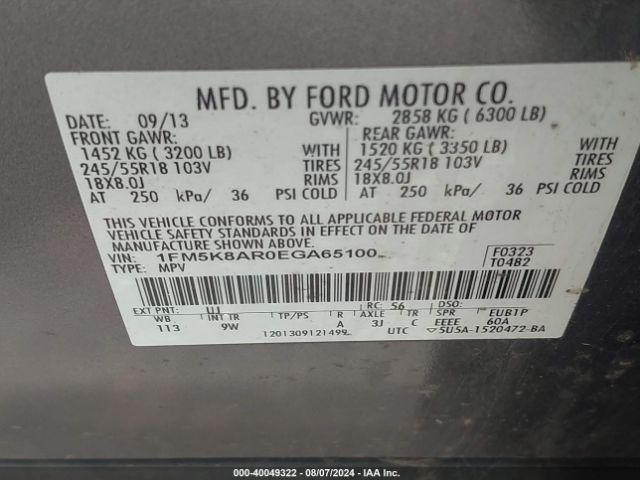 MFD. BY FORD MOTOR CO.
DATE: 09/13 GVWR: 2858 KG ( 6300 LB)
FRONT GAWR: REAR GAWR:
1452 KG ( 3200 LB) WITH 1520 KG ( 3350 LB) WITH
245/55R18 103V TIRES 245/55R18 103V TIRES
18X8.0J RIMS 18X8.0J RIMS
AT 250 kPa/ 36 PSI COLD AT 250 kPa/ 36 PSI COLD
THIS VEHICLE CONFORMS TO ALL APPLICABLE FEDERAL MOTOR
VEHICLE SAFETY STANDARDS IN EFFECT ON THE DATE OF
MANUFACTURE SHOWN ABOVE.
VIN: 1FM5K8AR0EGA65100
TYPE: MPV
F0323
T04B2
EXT PNT: UJ RC: 56 DSO:
WB INT TR TP/PS R AXLE TR SPR EUB1P
113 9W A 3J C EEEE 60A
1201309121499 UTC 5U5A-1520472-BA
000-40049322 - 08/07/2024 - IAAI.com